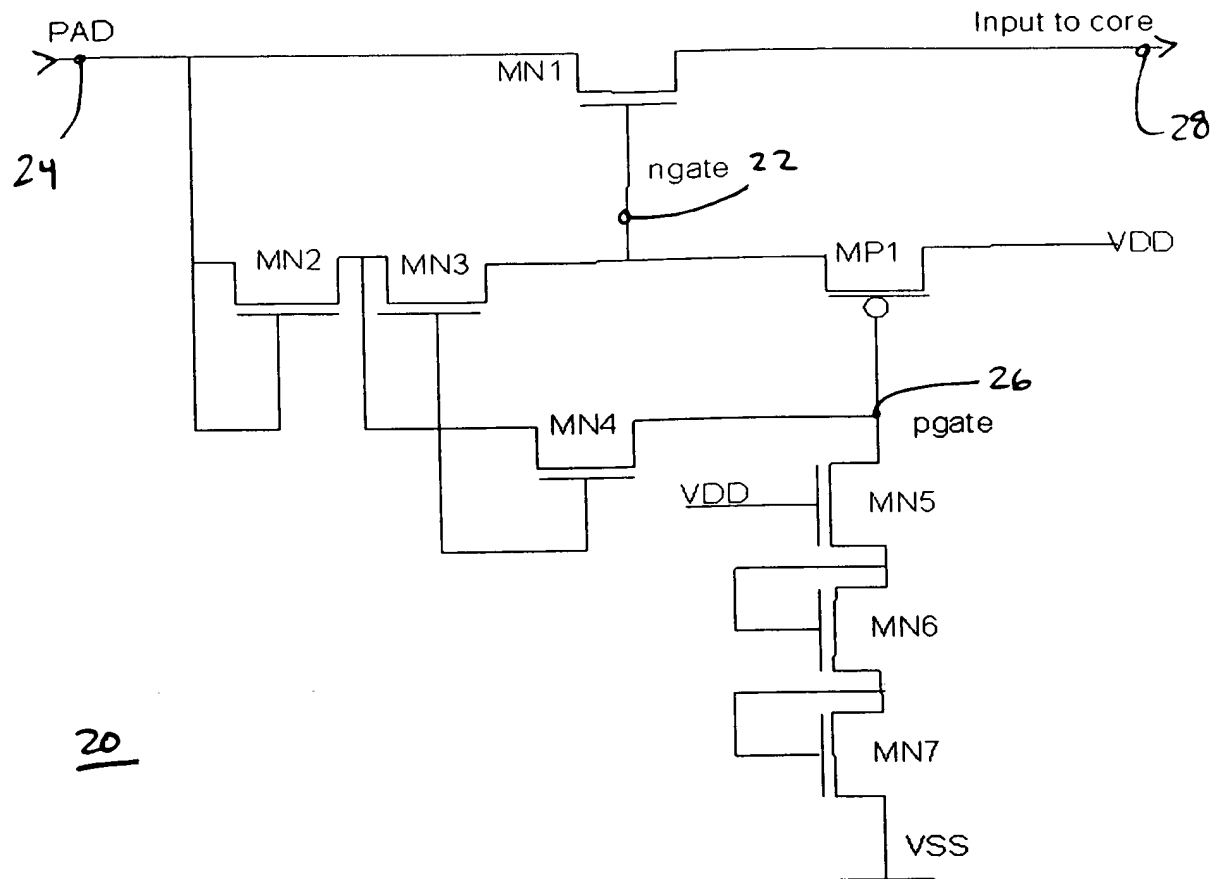 PAD
Input to core
MN1
28
24
ngate 22
MN2
MN3
MP1
VDD
26
MN4
pgate
VDD
MN5
MN6
20
MN7
VSS